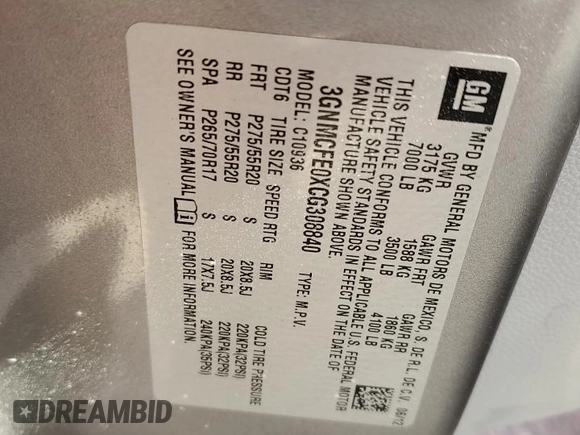 GM
MFD BY GENERAL MOTORS DE MEXICO, S. DE R.L. DE C.V. 06/12
GVWR GAWR FRT GAWR RR
3175 KG 1588 KG 1860 KG
7000 LB 3500 LB 4100 LB
THIS VEHICLE CONFORMS TO ALL APPLICABLE U.S. FEDERAL MOTOR
VEHICLE SAFETY STANDARDS IN EFFECT ON THE DATE OF
MANUFACTURE SHOWN ABOVE.
3GNMCFE0XCG308840
TYPE: M.P.V.
MODEL: C10936
CDT6 TIRE SIZE SPEED RTG RIM COLD TIRE PRESSURE
FRT P275/55R20 S 20X8.5J 220KPA(32PSI)
RR P275/55R20 S 20X8.5J 220KPA(32PSI)
SPA P265/70R17 S 17X7.5J 240KPA(35PSI)
SEE OWNER'S MANUAL FOR MORE INFORMATION.
DREAMBID